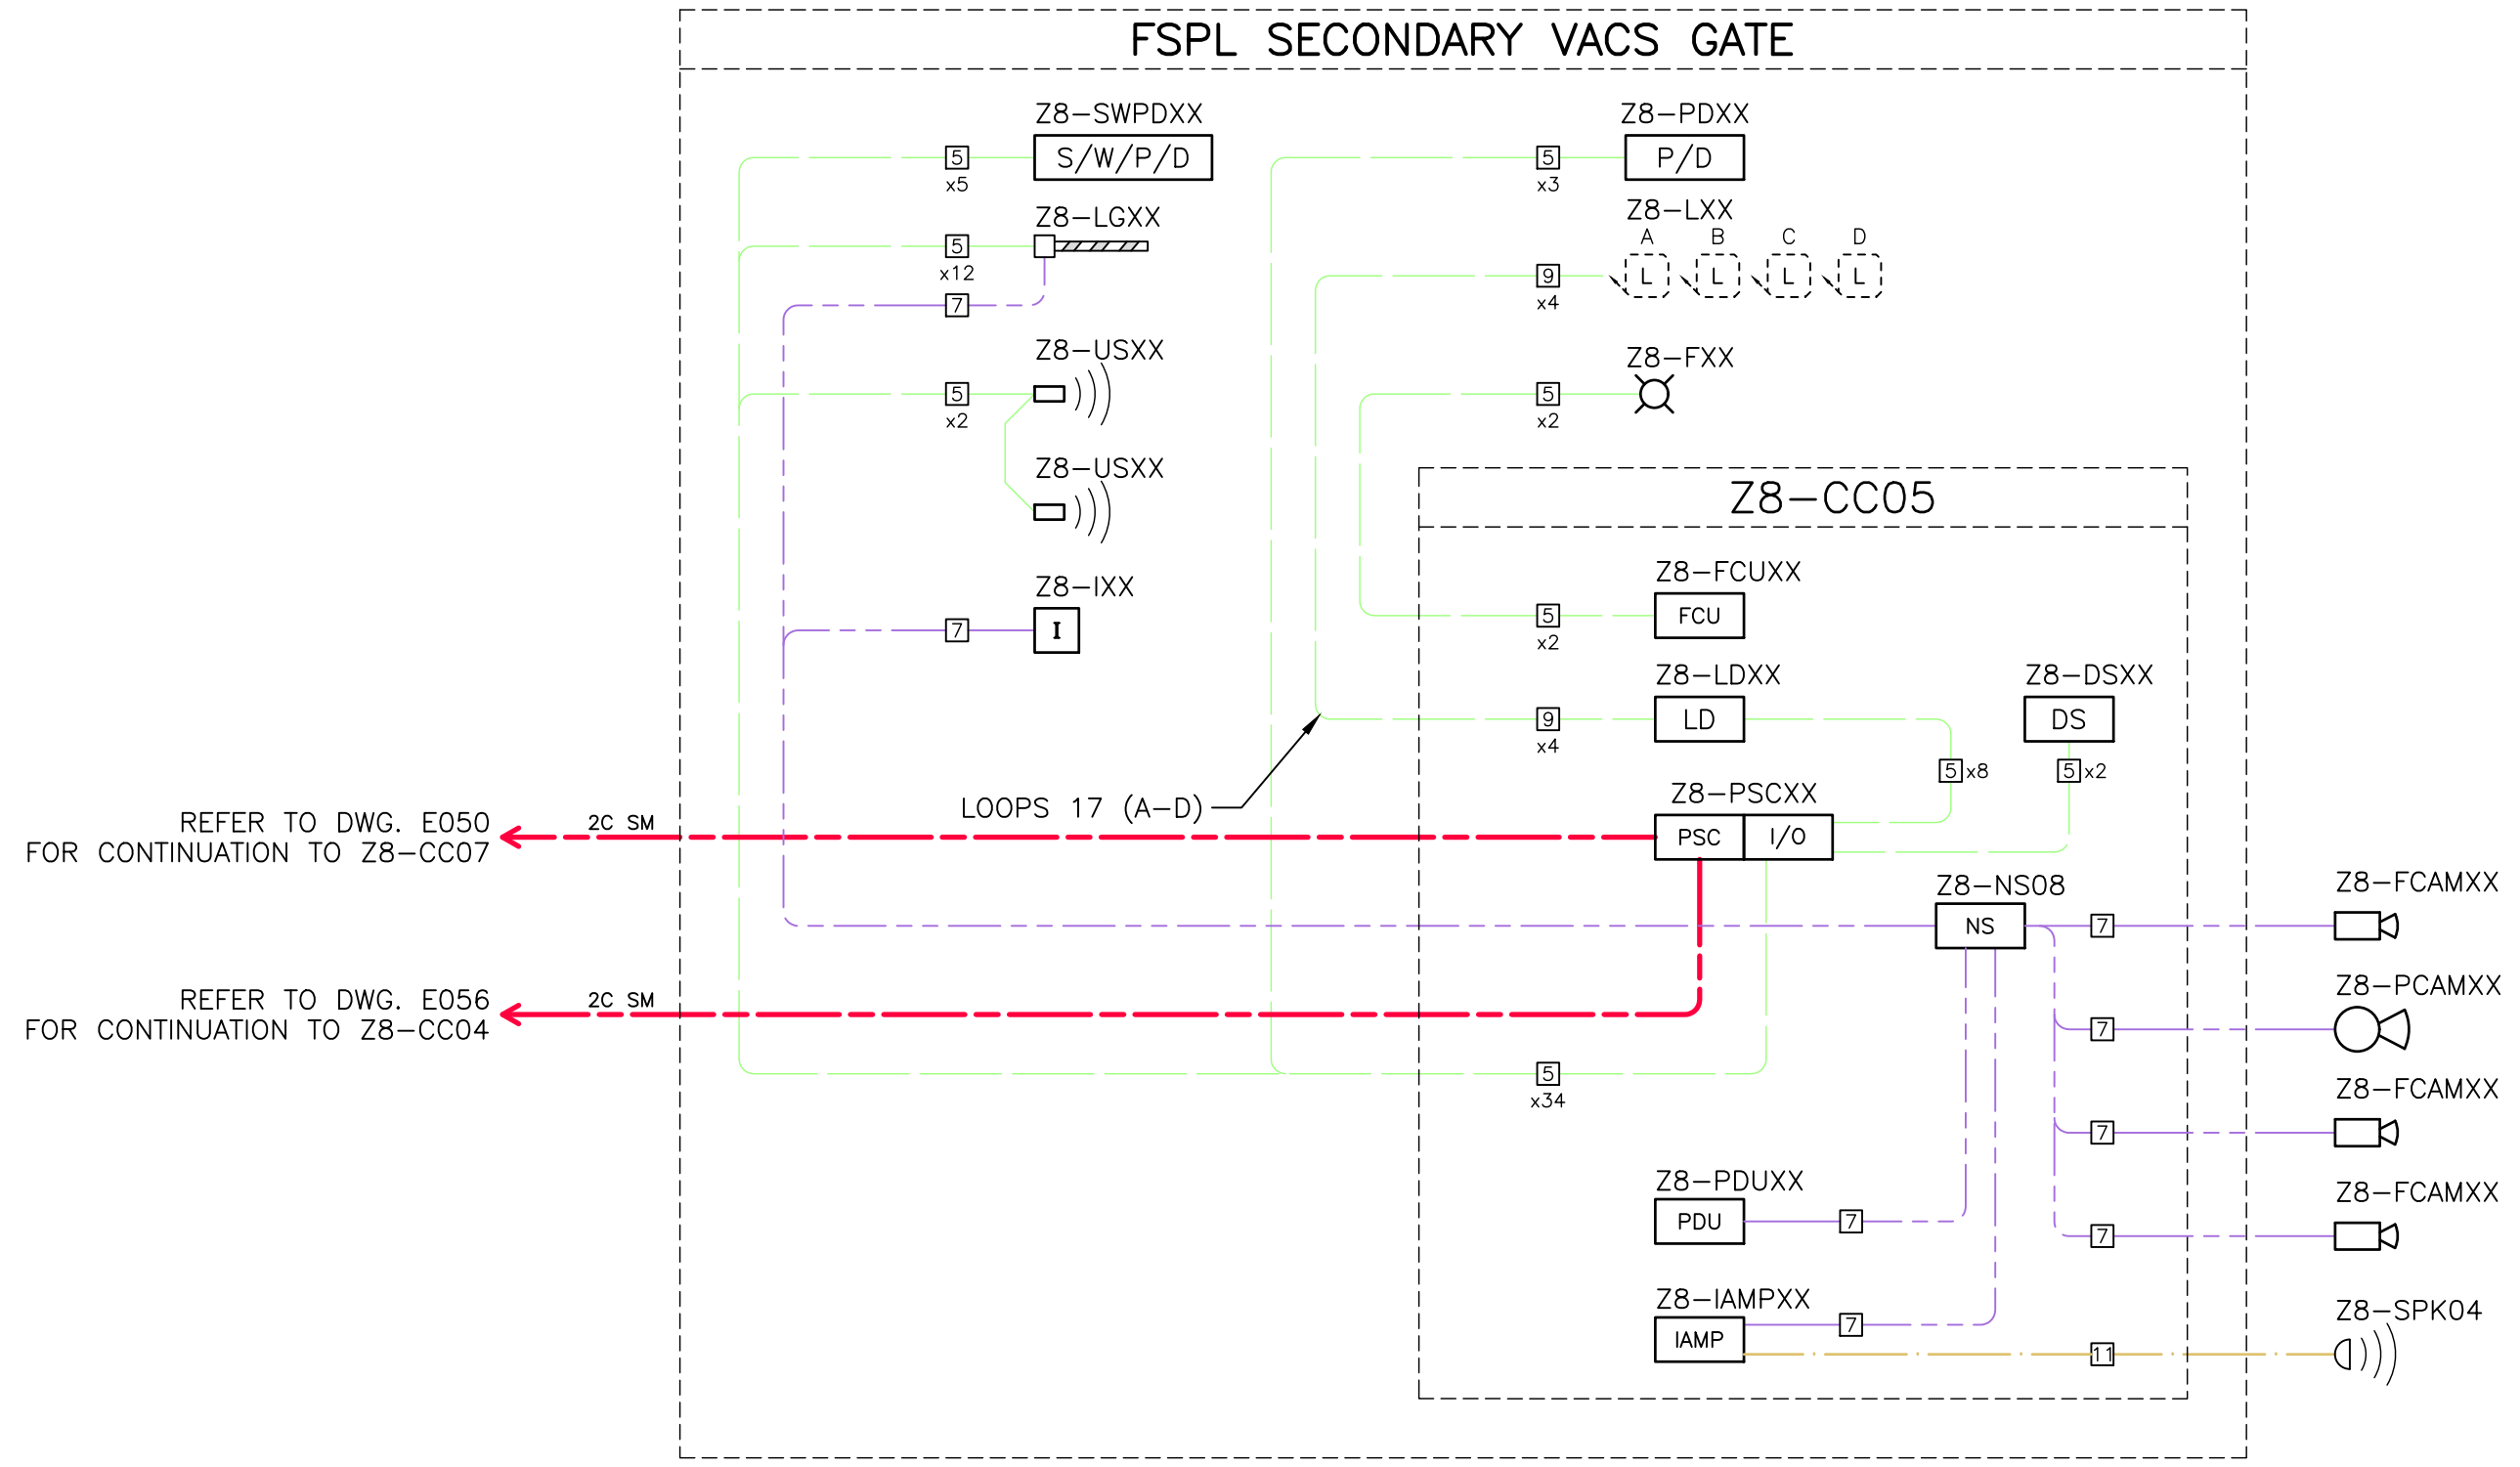 FSPL SECONDARY VACS GATE
Z8-SWPDXX
S/W/P/D
5
x5
Z8-LGXX
5
x12
7
Z8-USXX
5
x2
Z8-USXX
Z8-IXX
I
7
Z8-PDXX
P/D
5
x3
Z8-LXX
A B C D
L L L L
9
x4
Z8-FXX
5
x2
Z8-CC05
Z8-FCUXX
FCU
5
x2
Z8-LDXX
LD
9
x4
Z8-DSXX
DS
5 x8
5 x2
LOOPS 17 (A-D)
Z8-PSCXX
PSC I/O
REFER TO DWG. E050
FOR CONTINUATION TO Z8-CC07
2C SM
Z8-NS08
NS
7
Z8-FCAMXX
REFER TO DWG. E056
FOR CONTINUATION TO Z8-CC04
2C SM
7
Z8-PCAMXX
5
x34
7
Z8-FCAMXX
Z8-PDUXX
PDU
7
7
Z8-FCAMXX
Z8-IAMPXX
IAMP
7
11
Z8-SPK04